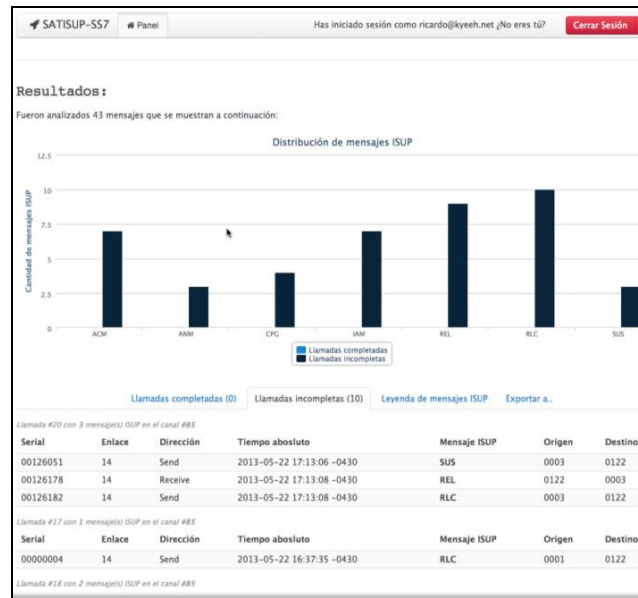 SATISUP-SS7 Panel Has iniciado sesión como ricardo@kyeeh.net ¿No eres tú? Cerrar Sesión
Resultados:
Fueron analizados 43 mensajes que se muestran a continuación:
Distribución de mensajes ISUP
Cantidad de mensajes ISUP
12.5
10
7.5
5
2.5
0
ACM ANM CPG IAM REL RLC SUS
Llamadas completadas
Llamadas incompletas
Llamadas completadas (0) Llamadas incompletas (10) Leyenda de mensajes ISUP Exportar a..
Llamada #20 con 3 mensaje(s) ISUP en el canal #85
Serial Enlace Dirección Tiempo abosluto Mensaje ISUP Origen Destino
00126051 14 Send 2013-05-22 17:13:06 -0430 SUS 0003 0122
00126178 14 Receive 2013-05-22 17:13:08 -0430 REL 0122 0003
00126182 14 Send 2013-05-22 17:13:08 -0430 RLC 0003 0122
Llamada #17 con 1 mensaje(s) ISUP en el canal #85
Serial Enlace Dirección Tiempo abosluto Mensaje ISUP Origen Destino
00000004 14 Send 2013-05-22 16:37:35 -0430 RLC 0001 0122
Llamada #18 con 2 mensaje(s) ISUP en el canal #85